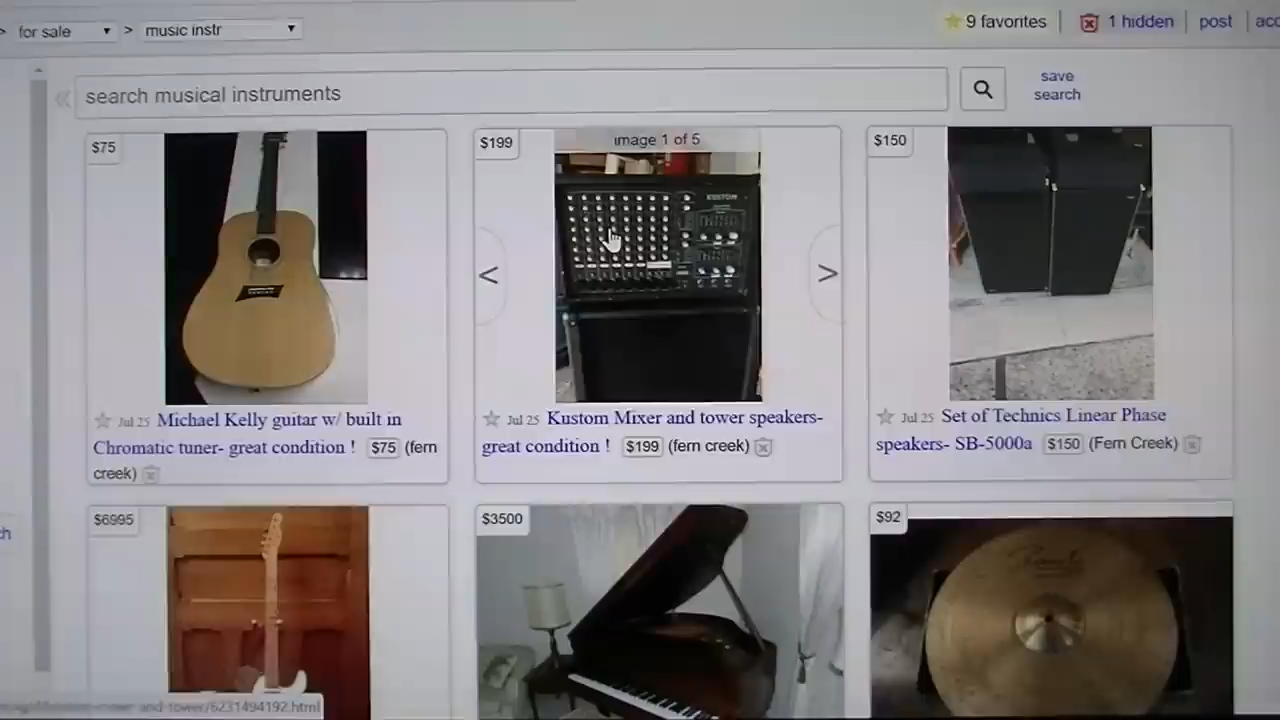 > for sale > music instr
9 favorites 1 hidden post
search musical instruments
save
search
$75
$199
image 1 of 5
$150
KUSTOM
< >
Jul 25 Michael Kelly guitar w/ built in
Chromatic tuner- great condition ! $75 (fern
creek)
Jul 25 Kustom Mixer and tower speakers-
great condition ! $199 (fern creek)
Jul 25 Set of Technics Linear Phase
speakers- SB-5000a $150 (Fern Creek)
$6995
$3500
$92